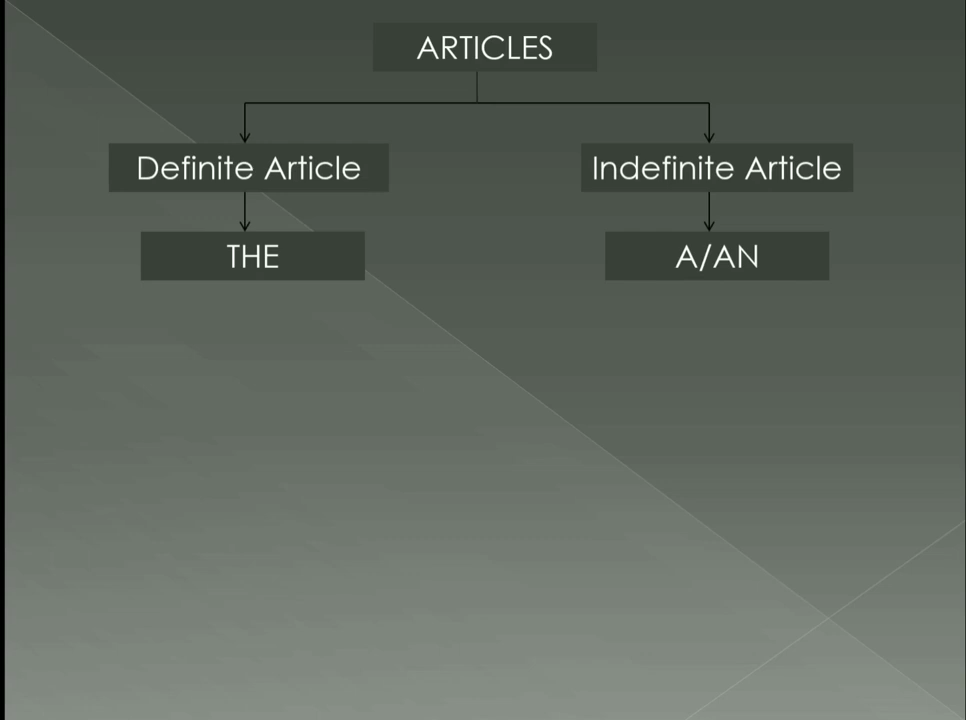 ARTICLES
Definite Article
Indefinite Article
THE
A/AN